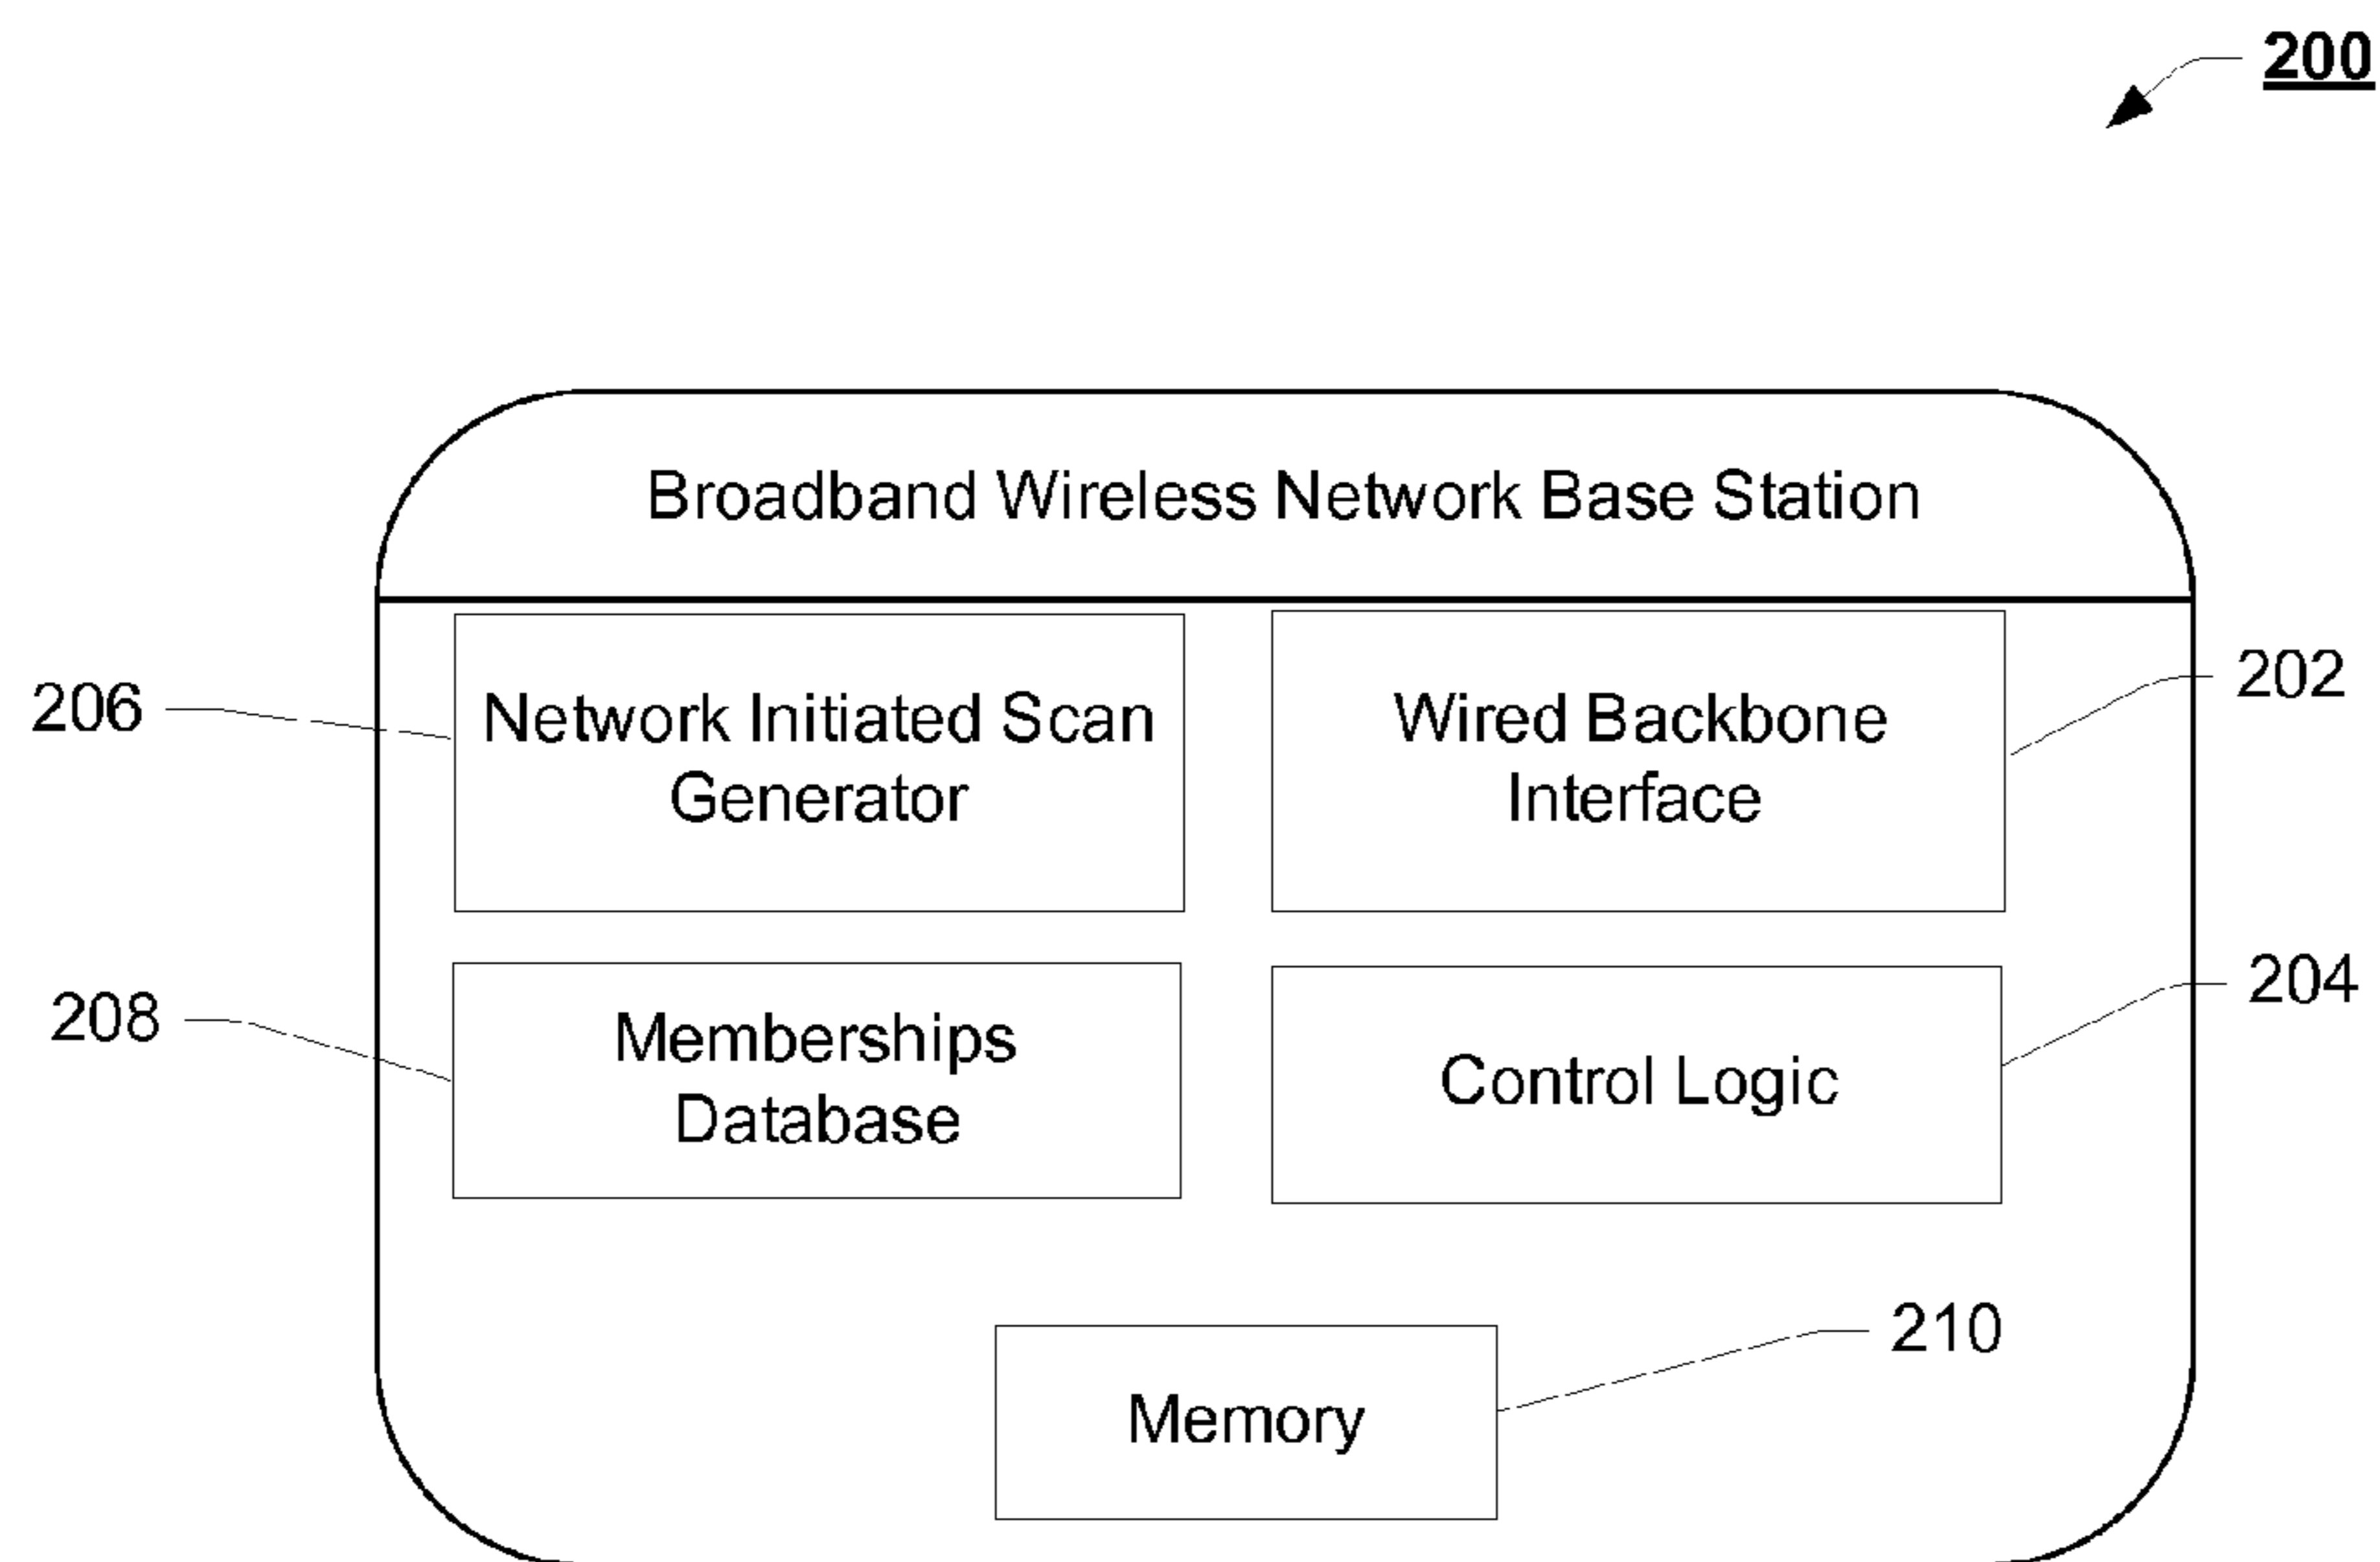 200
Broadband Wireless Network Base Station
206
Network Initiated Scan
Generator
Wired Backbone
Interface
202
208
Memberships
Database
Control Logic
204
Memory
210